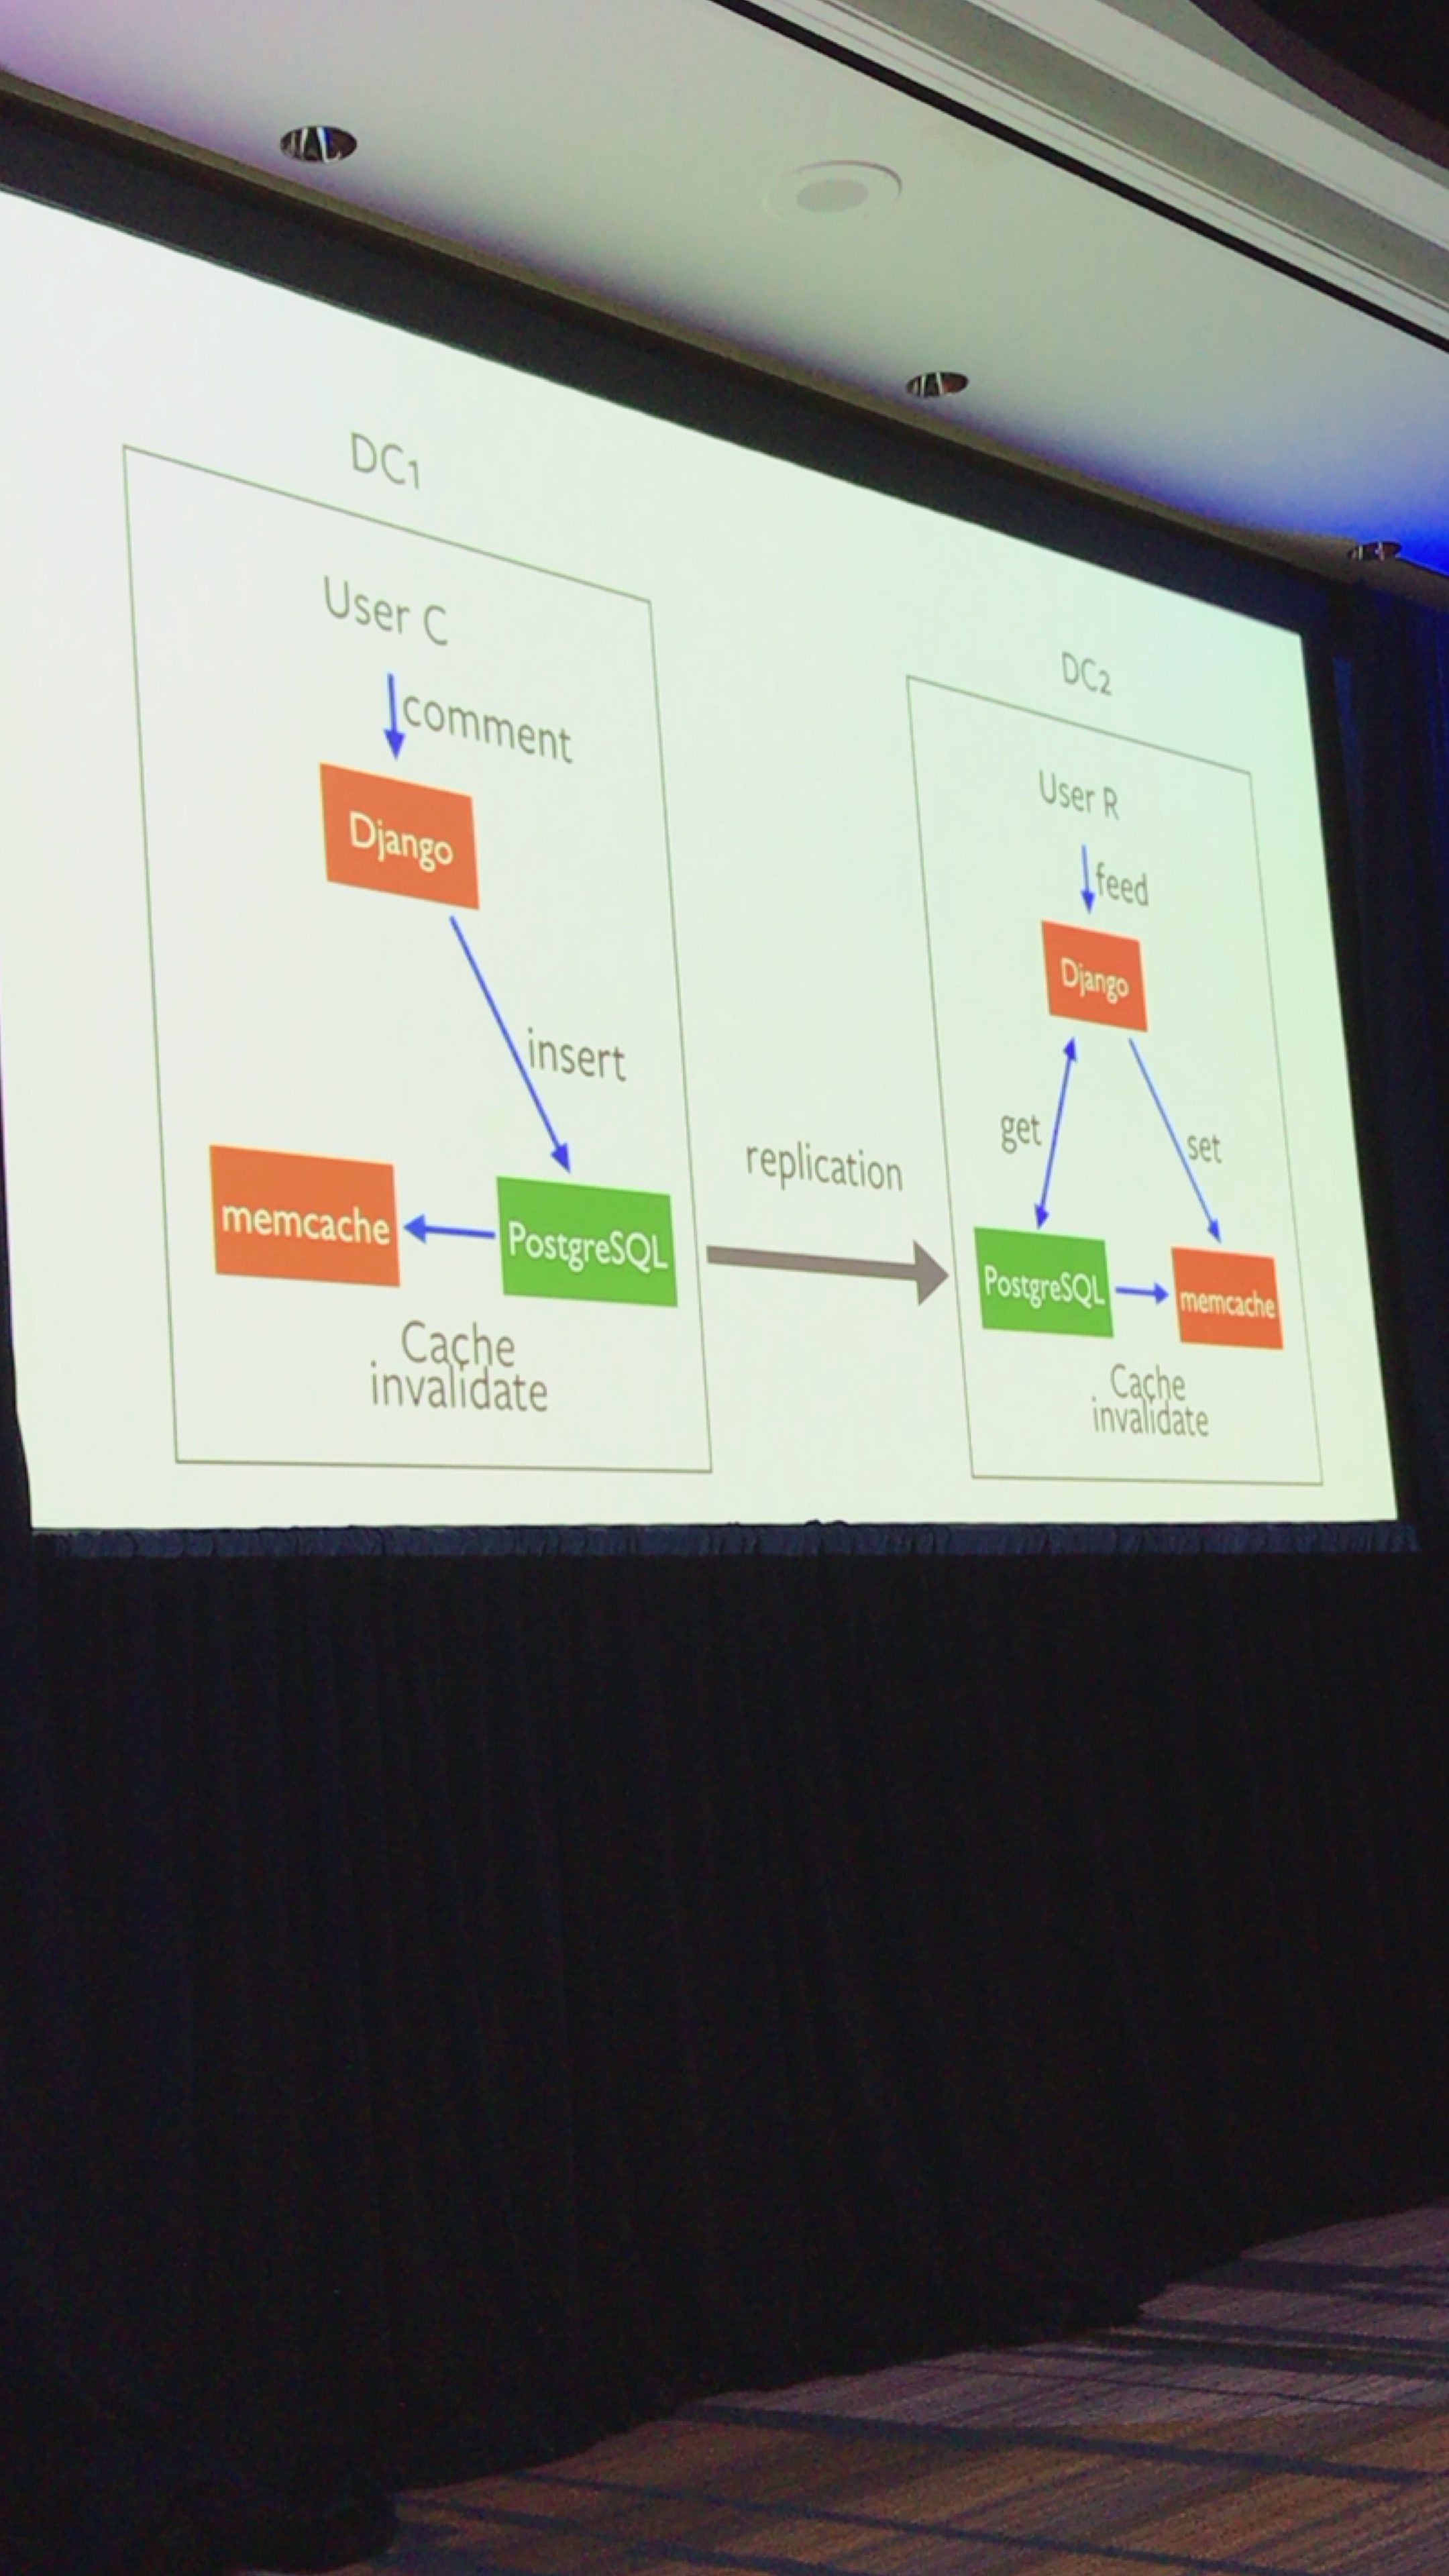 DC1
User C
comment
Django
insert
memcache
PostgreSQL
Cache
invalidate
replication
DC2
User R
feed
Django
get
set
PostgreSQL
memcache
Cache
invalidate